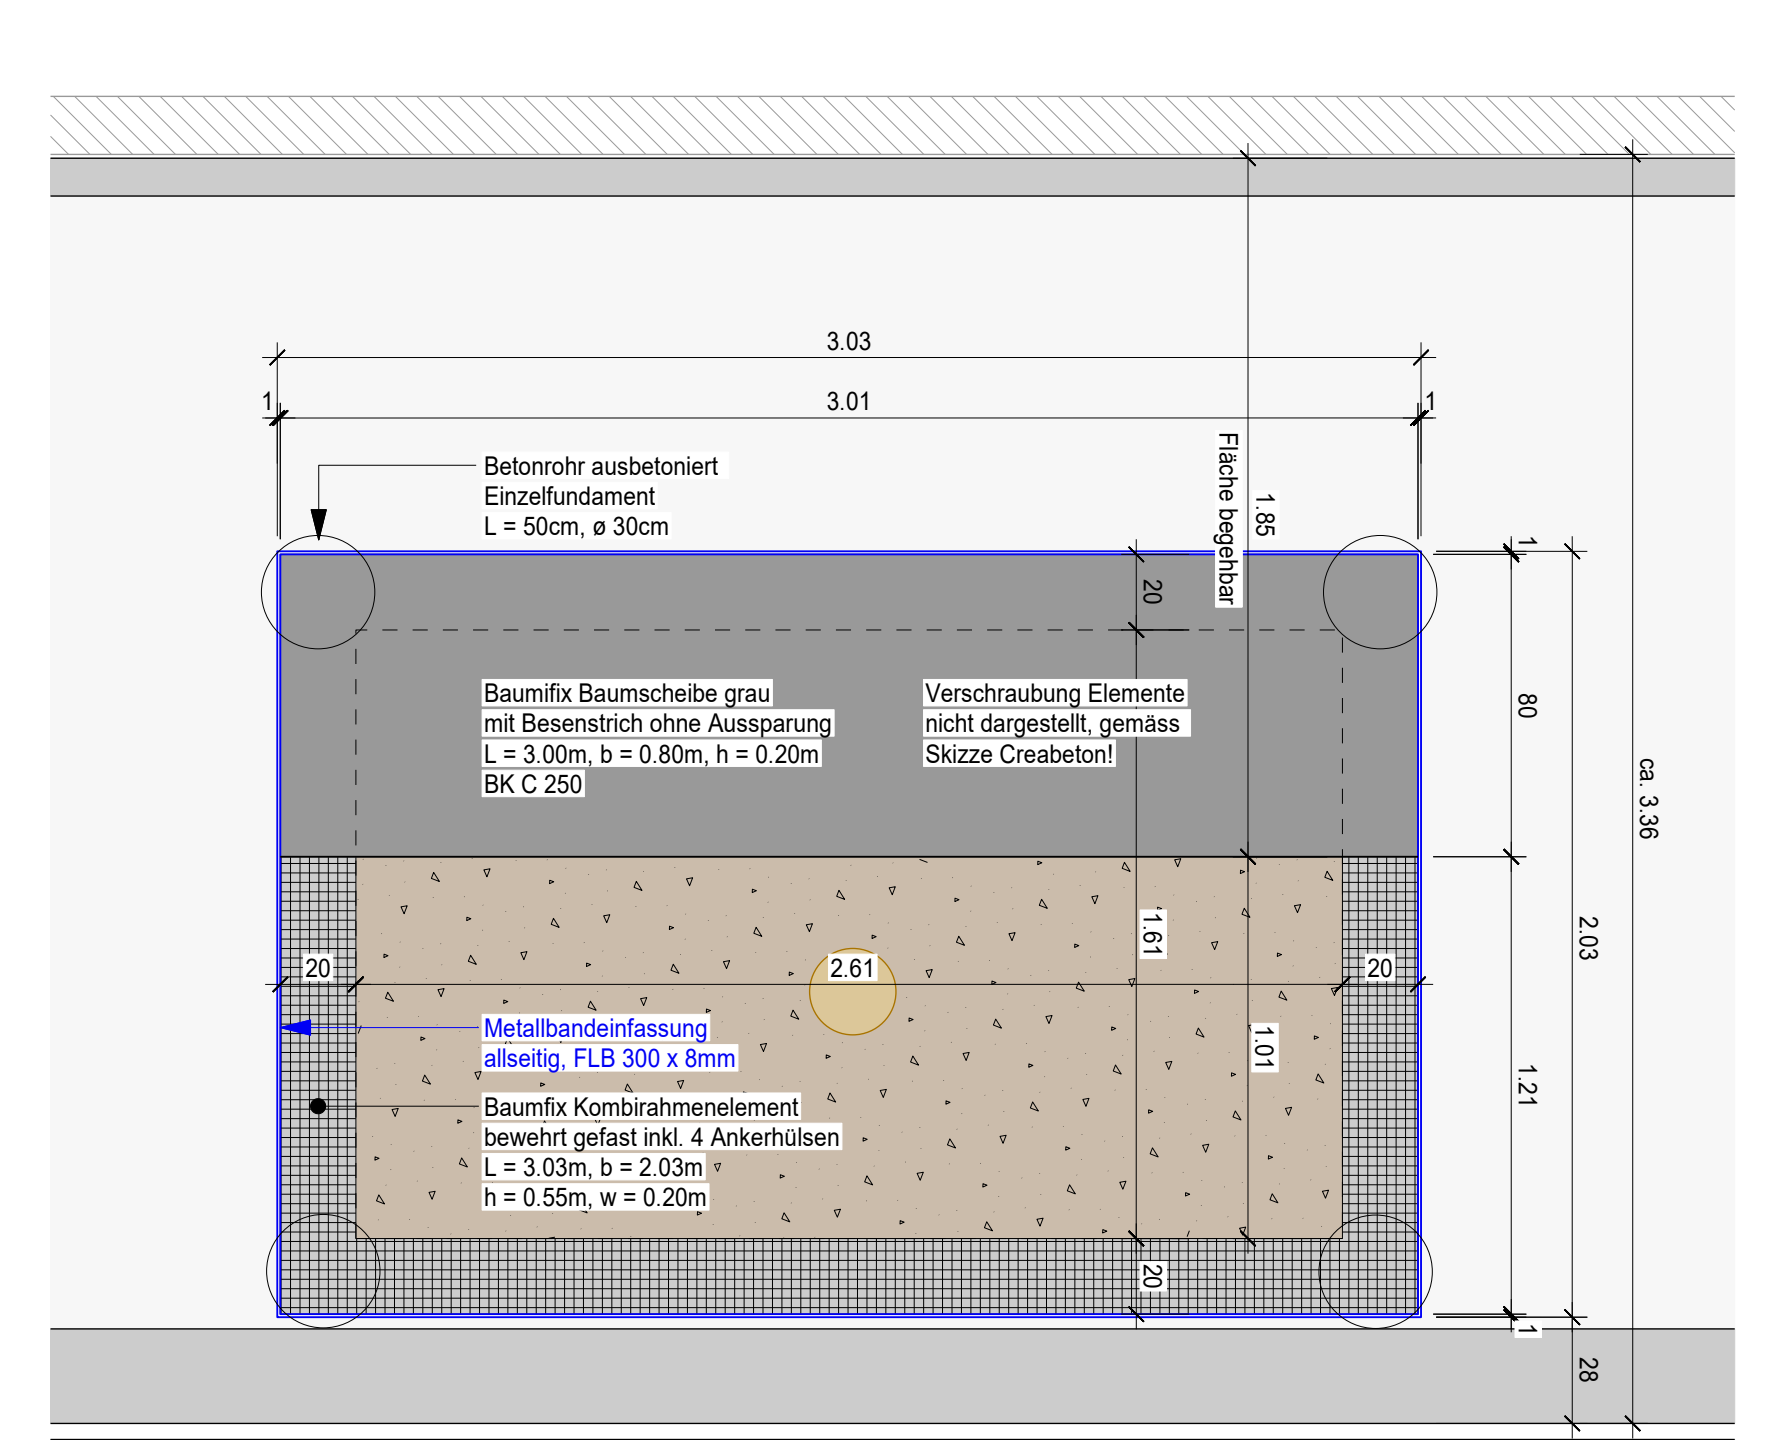 3.03
1
3.01
1
Betonrohr ausbetoniert
Einzelfundament
L = 50cm, ø 30cm
Fläche begehbar
1.85
1
20
80
Baumifix Baumscheibe grau
mit Besenstrich ohne Aussparung
L = 3.00m, b = 0.80m, h = 0.20m
BK C 250
Verschraubung Elemente
nicht dargestellt, gemäss
Skizze Creabeton!
ca. 3.36
1.61
2.03
20
2.61
20
Metallbandeinfassung
allseitig, FLB 300 x 8mm
1.01
1.21
Baumfix Kombirahmenelement
bewehrt gefast inkl. 4 Ankerhülsen
L = 3.03m, b = 2.03m
h = 0.55m, w = 0.20m
20
1
28